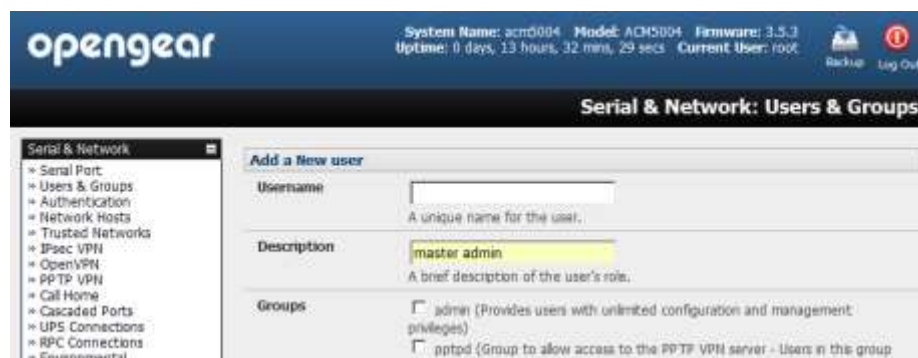 opengear
System Name: acm5004 Model: ACM5004 Firmware: 3.5.3
Uptime: 0 days, 13 hours, 32 mins, 29 secs Current User: root
Backup
Log Out
Serial & Network: Users & Groups
Serial & Network
» Serial Port
» Users & Groups
» Authentication
» Network Hosts
» Trusted Networks
» IPsec VPN
» OpenVPN
» PPTP VPN
» Call Home
» Cascaded Ports
» UPS Connections
» RPC Connections
» Environmental
Add a New user
Username
A unique name for the user.
Description
master admin
A brief description of the user's role.
Groups
admin (Provides users with unlimited configuration and management
privileges)
pptpd (Group to allow access to the PPTP VPN server - Users in this group